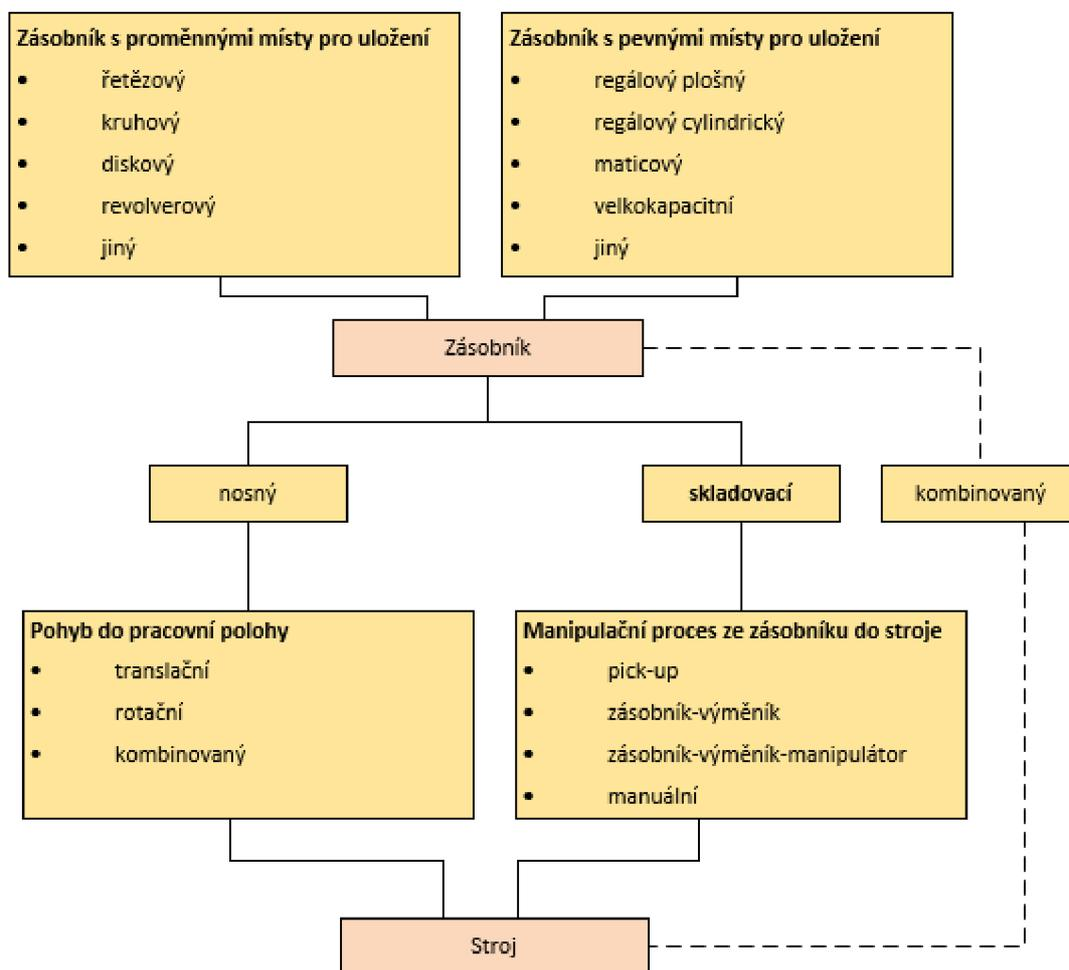 Zásobník s proměnnými místy pro uložení
• řetězový
• kruhový
• diskový
• revolverový
• jiný
Zásobník s pevnými místy pro uložení
• regálový plošný
• regálový cylindrický
• maticový
• velkokapacitní
• jiný
Zásobník
nosný
skladovací
kombinovaný
Pohyb do pracovní polohy
• translační
• rotační
• kombinovaný
Manipulační proces ze zásobníku do stroje
• pick-up
• zásobník-výměník
• zásobník-výměník-manipulátor
• manuální
Stroj